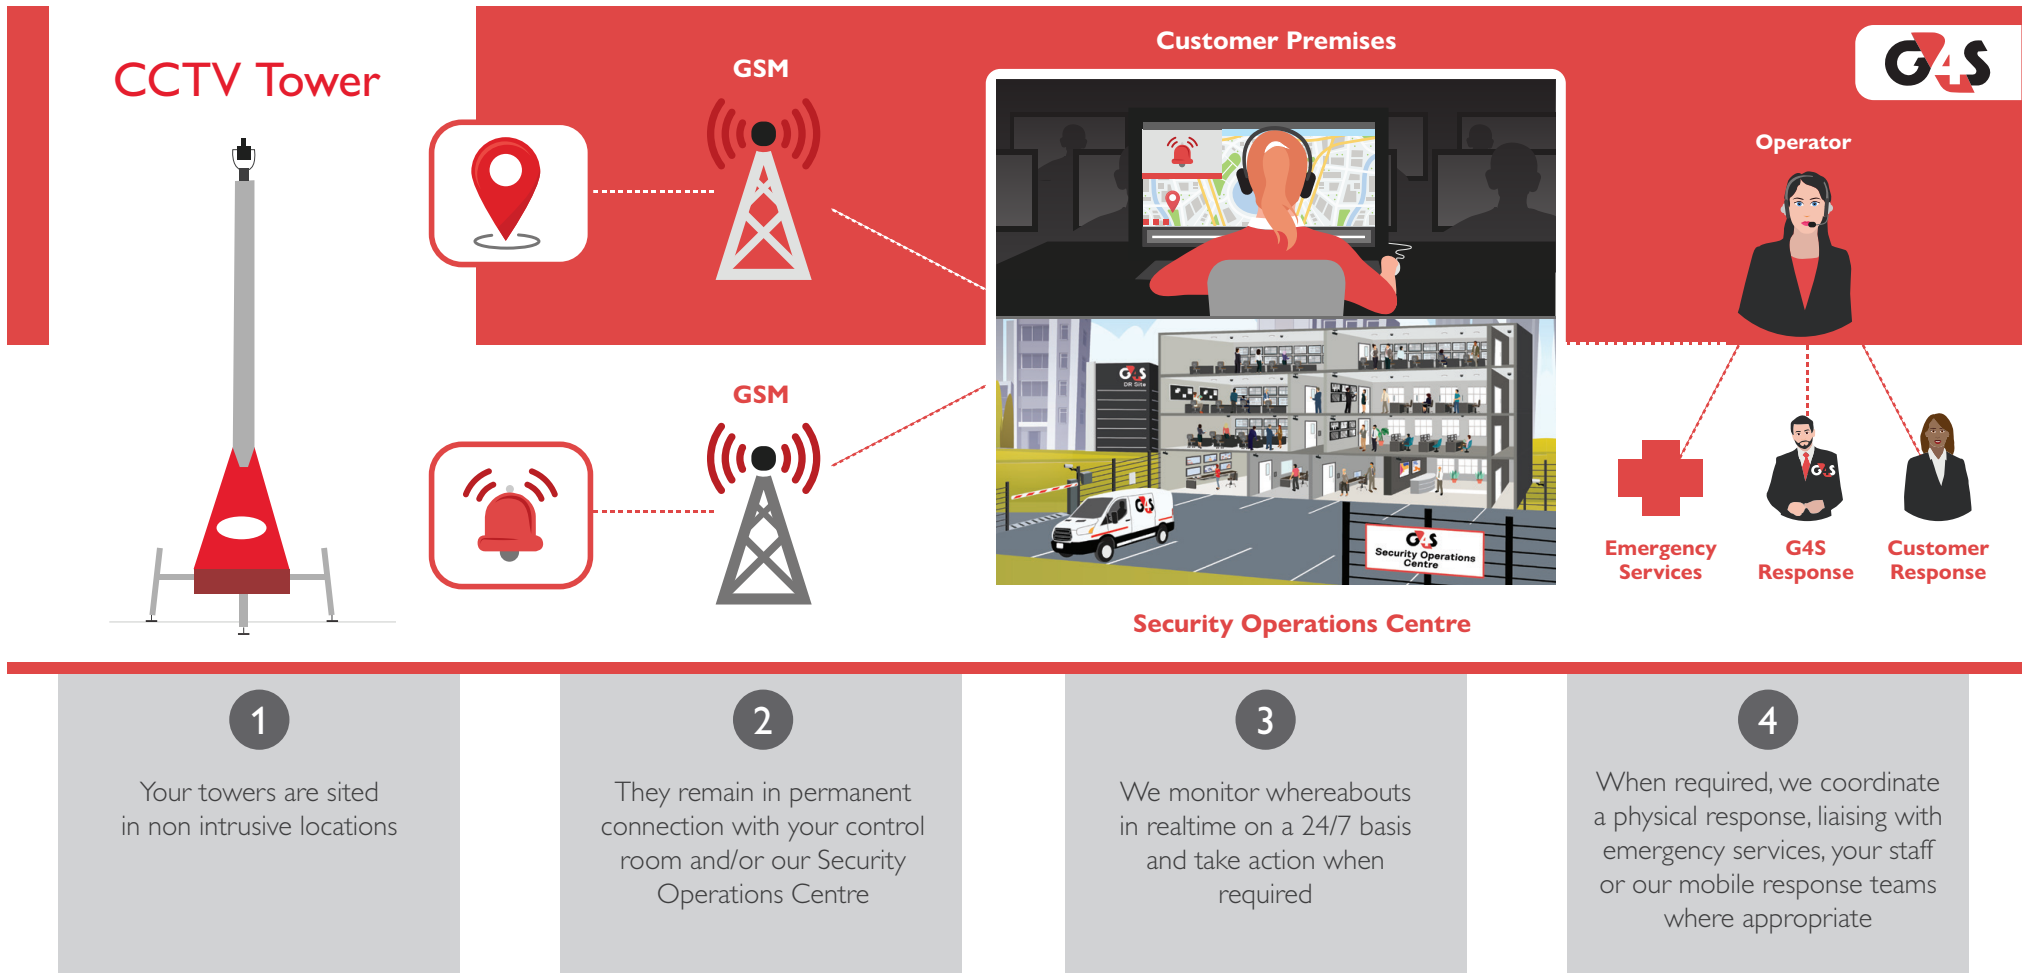 CCTV Tower
GSM
Customer Premises
G4S
Operator
GSM
G4S
DR Site
G4S
G4S
Security Operations
Centre
G4S
Emergency
Services
G4S
Response
Customer
Response
Security Operations Centre
1
Your towers are sited
in non intrusive locations
2
They remain in permanent
connection with your control
room and/or our Security
Operations Centre
3
We monitor whereabouts
in realtime on a 24/7 basis
and take action when
required
4
When required, we coordinate
a physical response, liaising with
emergency services, your staff
or our mobile response teams
where appropriate